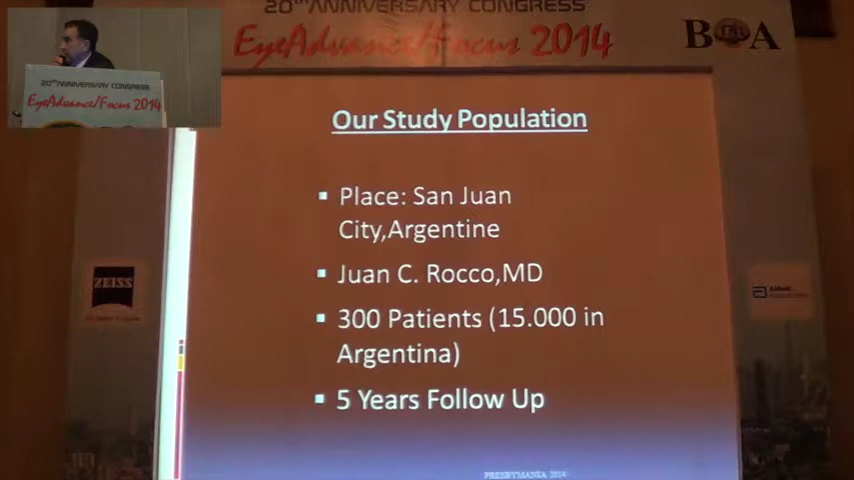 20TH ANNIVERSARY CONGRESS
EyeAdvance/Focus 2014
BOA
20TH ANNIVERSARY CONGRESS
EyeAdvance/Focus 2014
Our Study Population
Place: San Juan
City,Argentine
Juan C. Rocco,MD
300 Patients (15.000 in
Argentina)
5 Years Follow Up
ZEISS
Abbott
PRESBYMANIA 2014